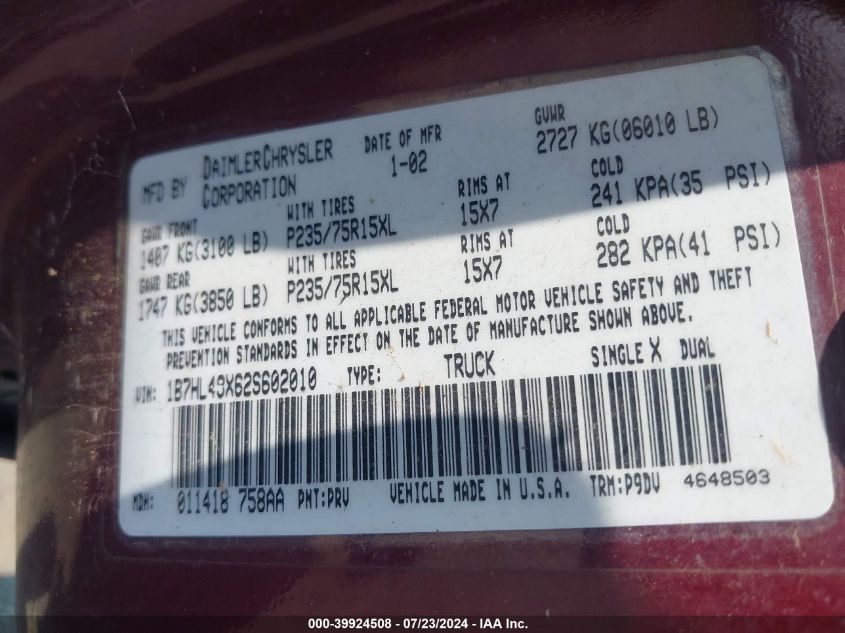 MFD BY DAIMLERCHRYSLER CORPORATION DATE OF MFR 1-02 GVWR 2727 KG(06010 LB)
GAWR FRONT WITH TIRES RIMS AT COLD
1407 KG(3100 LB) P235/75R15XL 15X7 241 KPA(35 PSI)
GAWR REAR WITH TIRES RIMS AT COLD
1747 KG(3850 LB) P235/75R15XL 15X7 282 KPA(41 PSI)
THIS VEHICLE CONFORMS TO ALL APPLICABLE FEDERAL MOTOR VEHICLE SAFETY AND THEFT
PREVENTION STANDARDS IN EFFECT ON THE DATE OF MANUFACTURE SHOWN ABOVE.
VIN: 1B7HL49X62S602010 TYPE: TRUCK SINGLE X DUAL
MDH: 011418 758AA PNT:PRV VEHICLE MADE IN U.S.A. TRM:P9DV 4648503
000-39924508 - 07/23/2024 - IAA Inc.